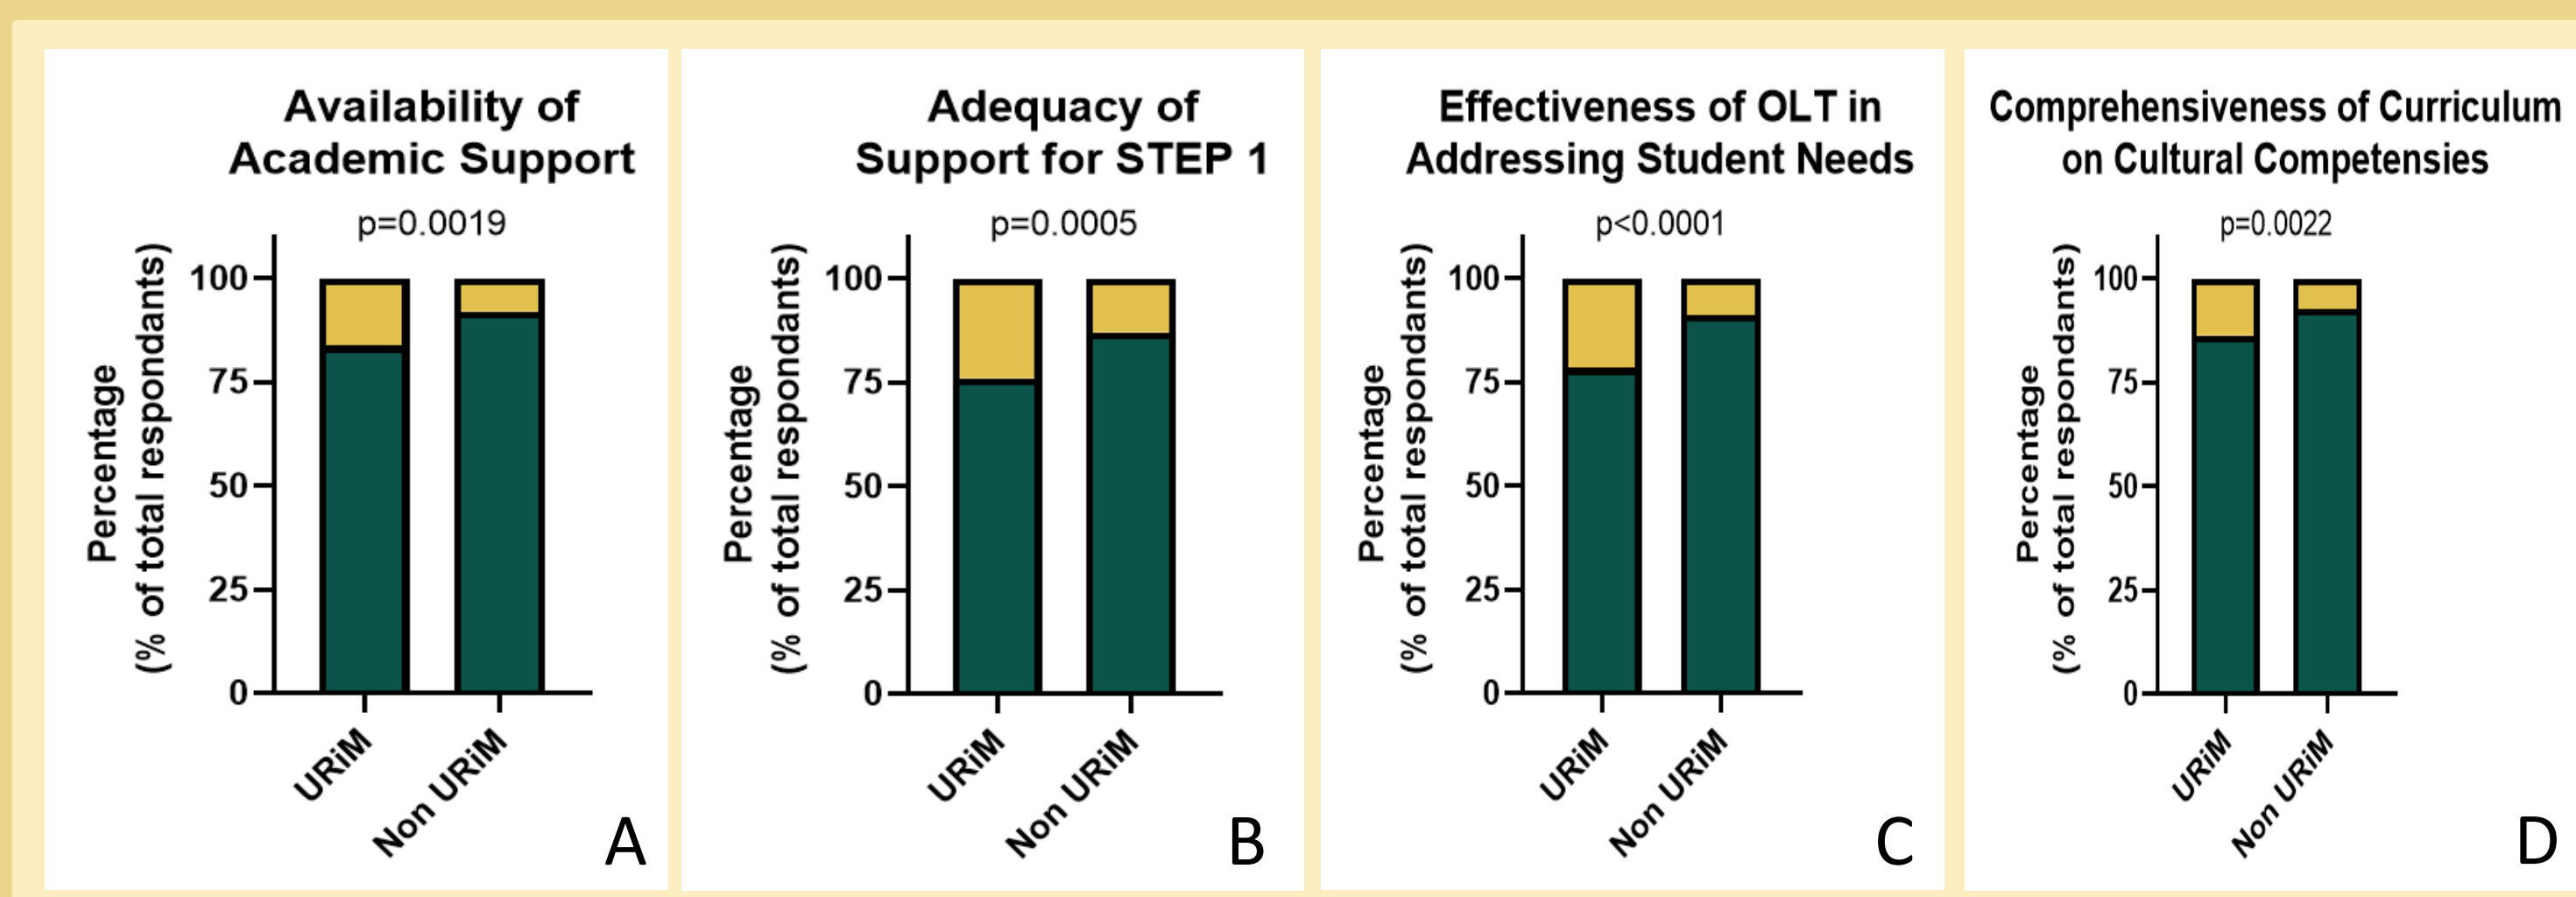 Availability of
Academic Support
p=0.0019
Percentage
(% of total respondants)
100
75
50
25
0
URiM
Non URiM
A
Adequacy of
Support for STEP 1
p=0.0005
Percentage
(% of total respondants)
100
75
50
25
0
URiM
Non URiM
B
Effectiveness of OLT in
Addressing Student Needs
p<0.0001
Percentage
(% of total respondants)
100
75
50
25
0
URiM
Non URiM
C
Comprehensiveness of Curriculum
on Cultural Competensies
p=0.0022
Percentage
(% of total respondants)
100
75
50
25
0
URiM
Non URiM
D